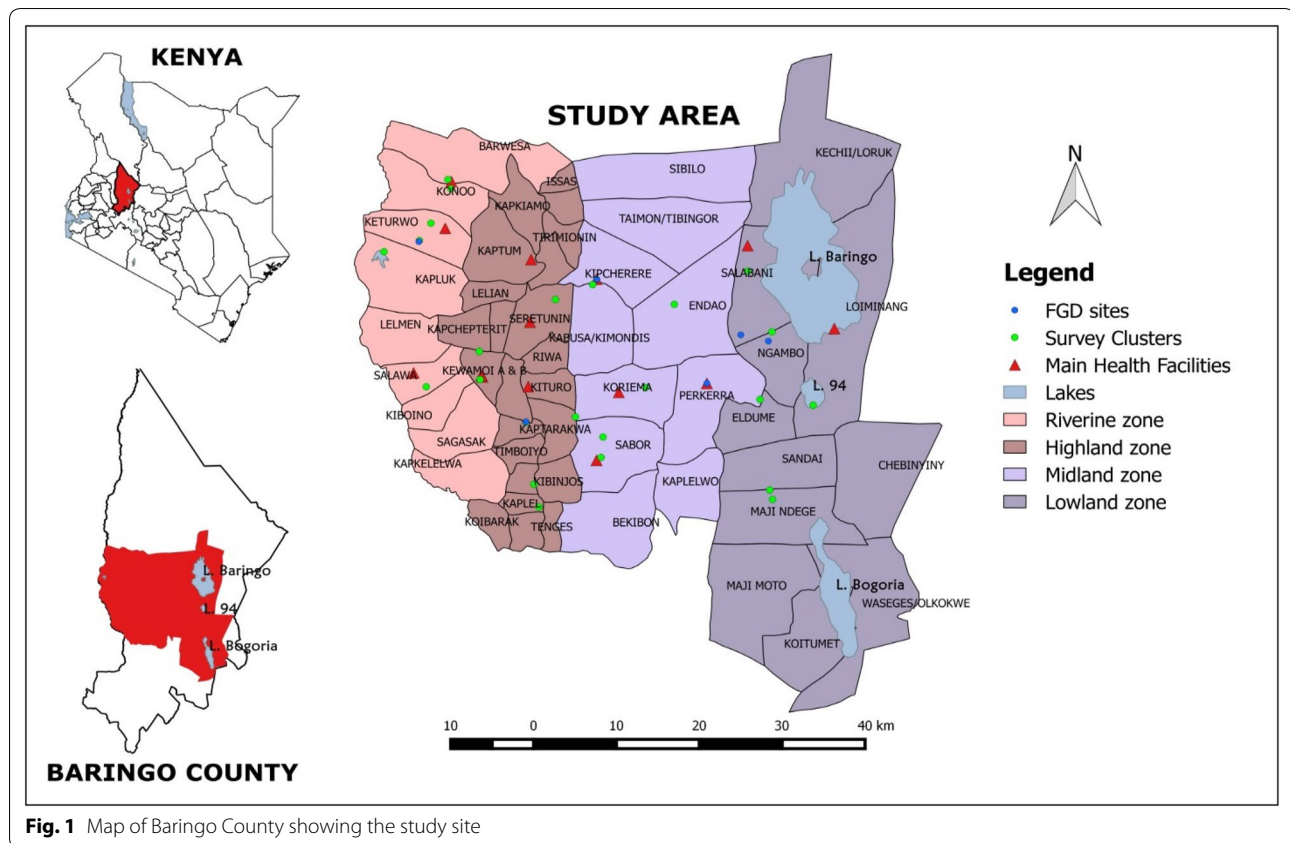 KENYA
STUDY AREA
BARWESA
KONOO
ISSAS
KAPKIAMO
KETURWO
KAPTUM
TIRIMIONIN
KAPLUK
LELIAN
LELMEN
KAPCHEPTERIT
SERETUNIN
RIWA
SALAWA
KEWAMOI A & B
KITURO
KIBOINO
SAGASAK
KAPTARAKWA
TIMBOIYO
KAPKELELWA
KIBINJOS
KAPLEL
KOIBARAK
TENGES
SIBILO
TAIMON/TIBINGOR
KIPCHERERE
ENDAO
KABUSA/KIMONDIS
KORIEMA
PERKERRA
SABOR
KAPLELWO
BEKIBON
KECHII/LORUK
L. Baringo
SALABANI
LOIMINANG
NGAMBO
L. 94
ELDUME
SANDAI
CHEBINYINY
MAJI NDEGE
MAJI MOTO
L. Bogoria
WASEGES/OLKOKWE
KOITUMET
N
Legend
FGD sites
Survey Clusters
Main Health Facilities
Lakes
Riverine zone
Highland zone
Midland zone
Lowland zone
L. Baringo
L. 94
L. Bogoria
BARINGO COUNTY
10 0 10 20 30 40 km
Fig. 1 Map of Baringo County showing the study site